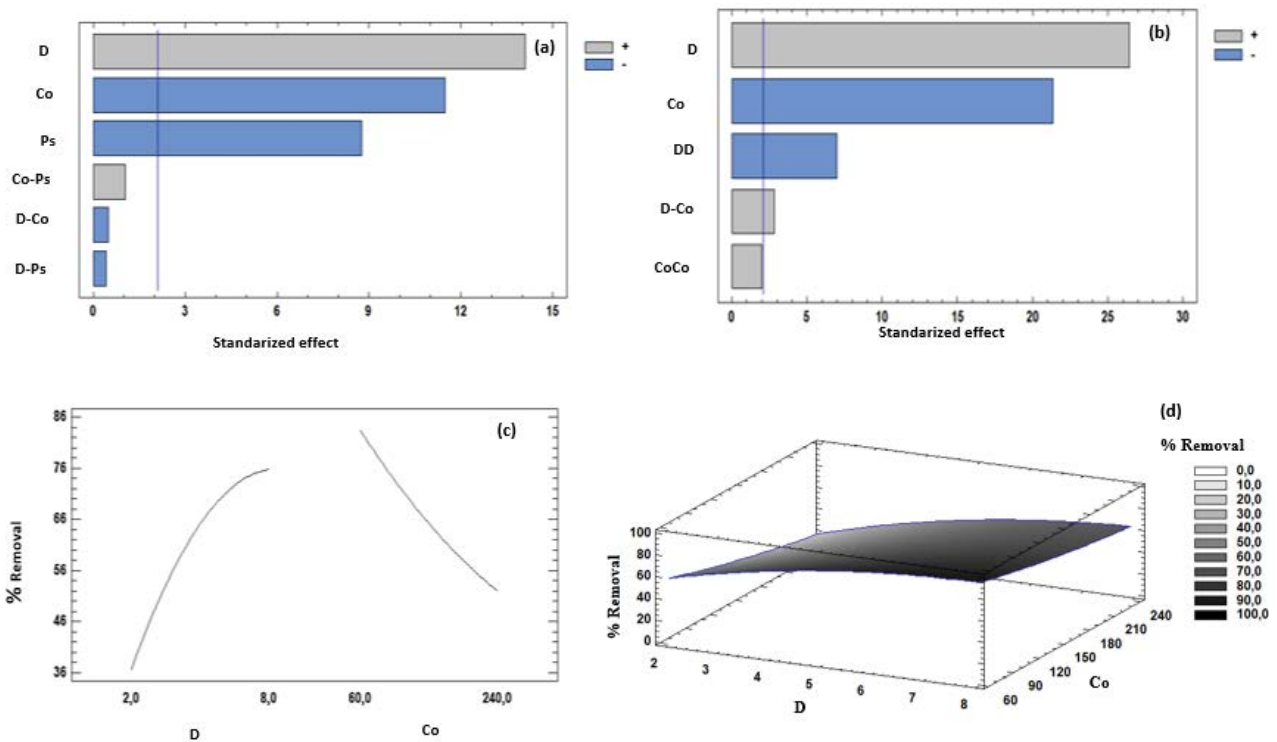 (a)
D
Co
Ps
Co-Ps
D-Co
D-Ps
0 3 6 9 12 15
Standarized effect
+
-
(b)
D
Co
DD
D-Co
CoCo
0 5 10 15 20 25 30
Standarized effect
+
-
(c)
% Removal
86
76
66
56
46
36
2,0 8,0 60,0 240,0
D Co
(d)
% Removal
0,0
10,0
20,0
30,0
40,0
50,0
60,0
70,0
80,0
90,0
100,0
% Removal
100
80
60
40
20
0
2 3 4 5 6 7 8
D
60 90 120 150 180 210 240
Co